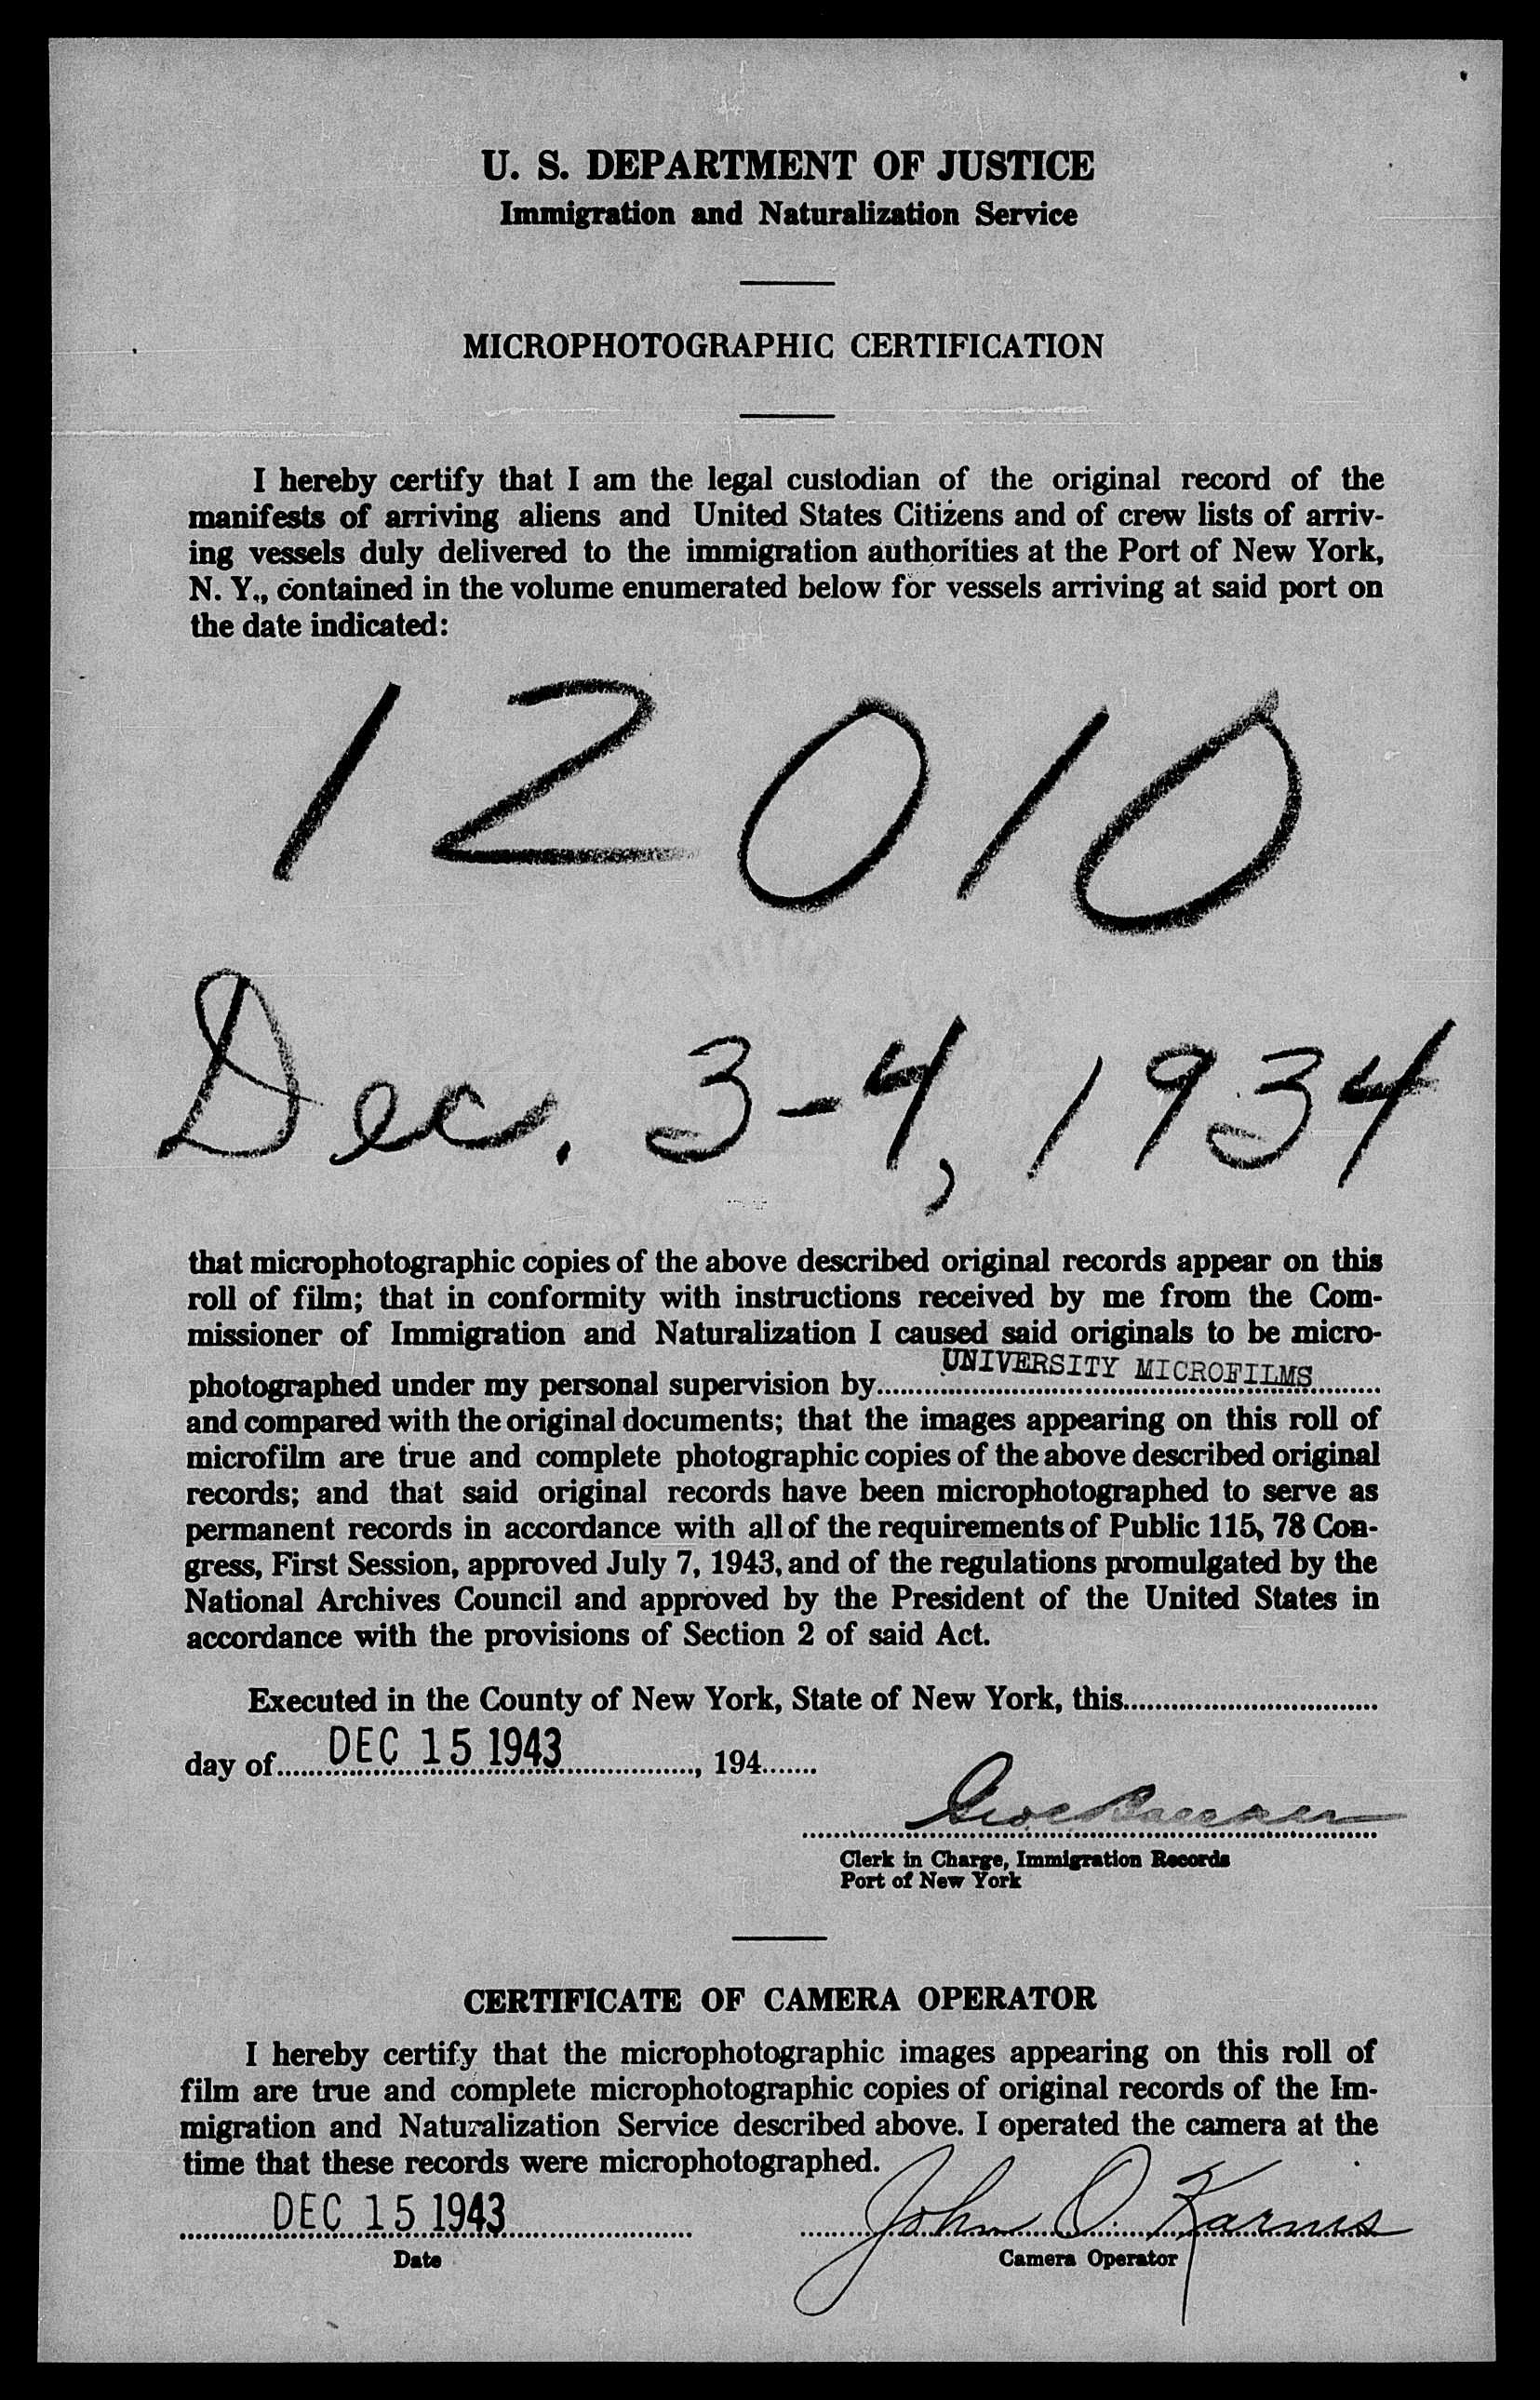 U. S. DEPARTMENT OF JUSTICE
Immigration and Naturalization Service
MICROPHOTOGRAPHIC CERTIFICATION
I hereby certify that I am the legal custodian of the original record of the
manifests of arriving aliens and United States Citizens and of crew lists of arriv-
ing vessels duly delivered to the immigration authorities at the Port of New York,
N. Y., contained in the volume enumerated below for vessels arriving at said port on
the date indicated:
12010
Dec. 3-4, 1934
that microphotographic copies of the above described original records appear on this
roll of film; that in conformity with instructions received by me from the Com-
missioner of Immigration and Naturalization I caused said originals to be micro-
photographed under my personal supervision by UNIVERSITY MICROFILMS
and compared with the original documents; that the images appearing on this roll of
microfilm are true and complete photographic copies of the above described original
records; and that said original records have been microphotographed to serve as
permanent records in accordance with all of the requirements of Public 115, 78 Con-
gress, First Session, approved July 7, 1943, and of the regulations promulgated by the
National Archives Council and approved by the President of the United States in
accordance with the provisions of Section 2 of said Act.
Executed in the County of New York, State of New York, this
day of DEC 15 1943, 194
Clerk in Charge, Immigration Records
Port of New York
CERTIFICATE OF CAMERA OPERATOR
I hereby certify that the microphotographic images appearing on this roll of
film are true and complete microphotographic copies of original records of the Im-
migration and Naturalization Service described above. I operated the camera at the
time that these records were microphotographed.
DEC 15 1943 John O. Karnis
Date Camera Operator